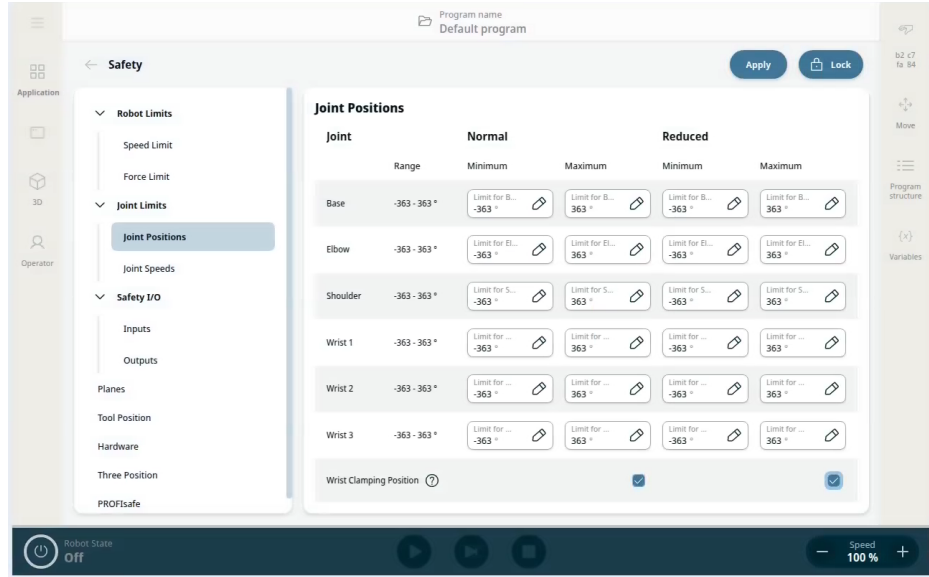 Program name
Default program
Safety
Apply
Lock
b2 c7
fa 84
Application
3D
Operator
Move
Program
structure
{x}
Variables
Robot Limits
Speed Limit
Force Limit
Joint Limits
Joint Positions
Joint Speeds
Safety I/O
Inputs
Outputs
Planes
Tool Position
Hardware
Three Position
PROFIsafe
Joint Positions
Joint Normal Reduced
Range Minimum Maximum Minimum Maximum
Limit for B... Limit for B... Limit for B... Limit for B...
Base -363 - 363 ° -363 ° 363 ° -363 ° 363 °
Limit for El... Limit for El... Limit for El... Limit for El...
Elbow -363 - 363 ° -363 ° 363 ° -363 ° 363 °
Limit for S... Limit for S... Limit for S... Limit for S...
Shoulder -363 - 363 ° -363 ° 363 ° -363 ° 363 °
Limit for ... Limit for ... Limit for ... Limit for ...
Wrist 1 -363 - 363 ° -363 ° 363 ° -363 ° 363 °
Limit for ... Limit for ... Limit for ... Limit for ...
Wrist 2 -363 - 363 ° -363 ° 363 ° -363 ° 363 °
Limit for ... Limit for ... Limit for ... Limit for ...
Wrist 3 -363 - 363 ° -363 ° 363 ° -363 ° 363 °
Wrist Clamping Position ?
Robot State
Off
Speed
− 100 % +